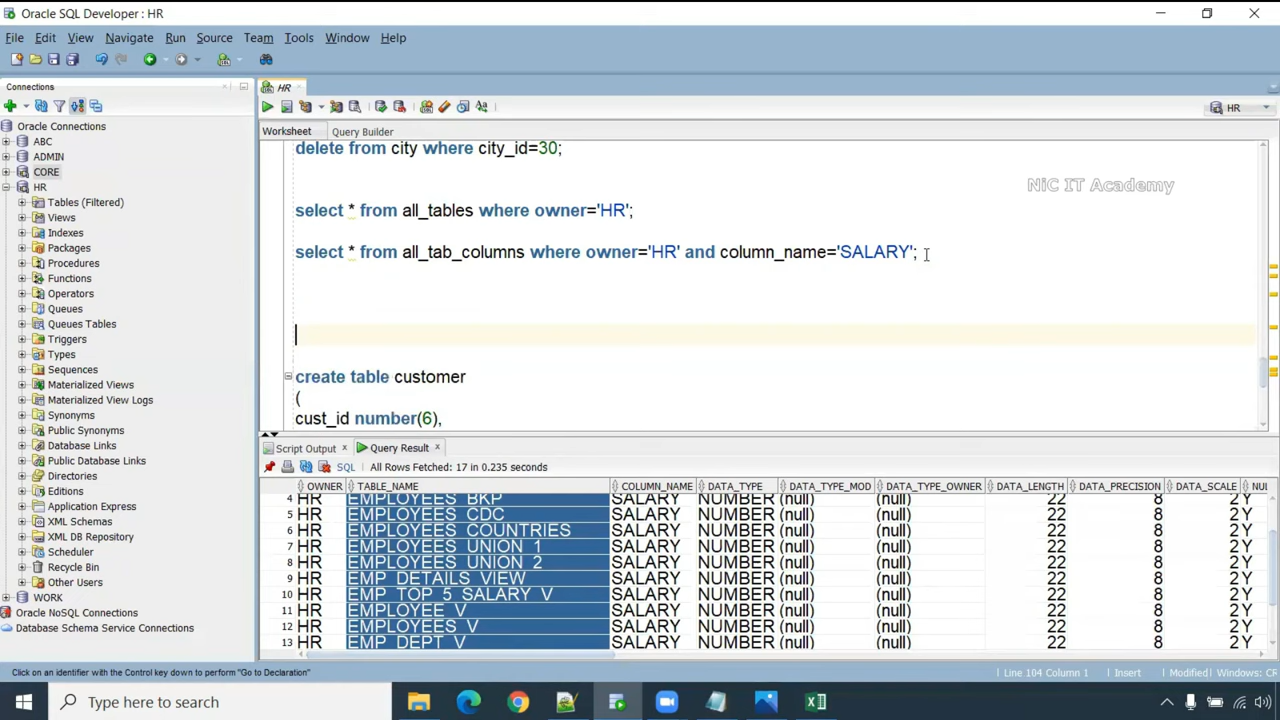 Oracle SQL Developer : HR
File Edit View Navigate Run Source Team Tools Window Help
Connections
Oracle Connections
ABC
ADMIN
CORE
HR
Tables (Filtered)
Views
Indexes
Packages
Procedures
Functions
Operators
Queues
Queues Tables
Triggers
Types
Sequences
Materialized Views
Materialized View Logs
Synonyms
Public Synonyms
Database Links
Public Database Links
Directories
Editions
Application Express
XML Schemas
XML DB Repository
Scheduler
Recycle Bin
Other Users
WORK
Oracle NoSQL Connections
Database Schema Service Connections
HR
HR
Worksheet Query Builder
delete from city where city_id=30;
NiC IT Academy
select * from all_tables where owner='HR';
select * from all_tab_columns where owner='HR' and column_name='SALARY';
create table customer
(
cust_id number(6),
Script Output Query Result
SQL All Rows Fetched: 17 in 0.235 seconds
OWNER TABLE_NAME COLUMN_NAME DATA_TYPE DATA_TYPE_MOD DATA_TYPE_OWNER DATA_LENGTH DATA_PRECISION DATA_SCALE NUL
4 HR EMPLOYEES_BKP SALARY NUMBER (null) (null) 22 8 2 Y
5 HR EMPLOYEES_CDC SALARY NUMBER (null) (null) 22 8 2 Y
6 HR EMPLOYEES_COUNTRIES SALARY NUMBER (null) (null) 22 8 2 Y
7 HR EMPLOYEES_UNION_1 SALARY NUMBER (null) (null) 22 8 2 Y
8 HR EMPLOYEES_UNION_2 SALARY NUMBER (null) (null) 22 8 2 Y
9 HR EMP_DETAILS_VIEW SALARY NUMBER (null) (null) 22 8 2 Y
10 HR EMP_TOP_5_SALARY_V SALARY NUMBER (null) (null) 22 8 2 Y
11 HR EMPLOYEE_V SALARY NUMBER (null) (null) 22 8 2 Y
12 HR EMPLOYEES_V SALARY NUMBER (null) (null) 22 8 2 Y
13 HR EMP_DEPT_V SALARY NUMBER (null) (null) 22 8 2 Y
Click on an identifier with the Control key down to perform "Go to Declaration" Line 104 Column 1 Insert Modified Windows: CF
Type here to search